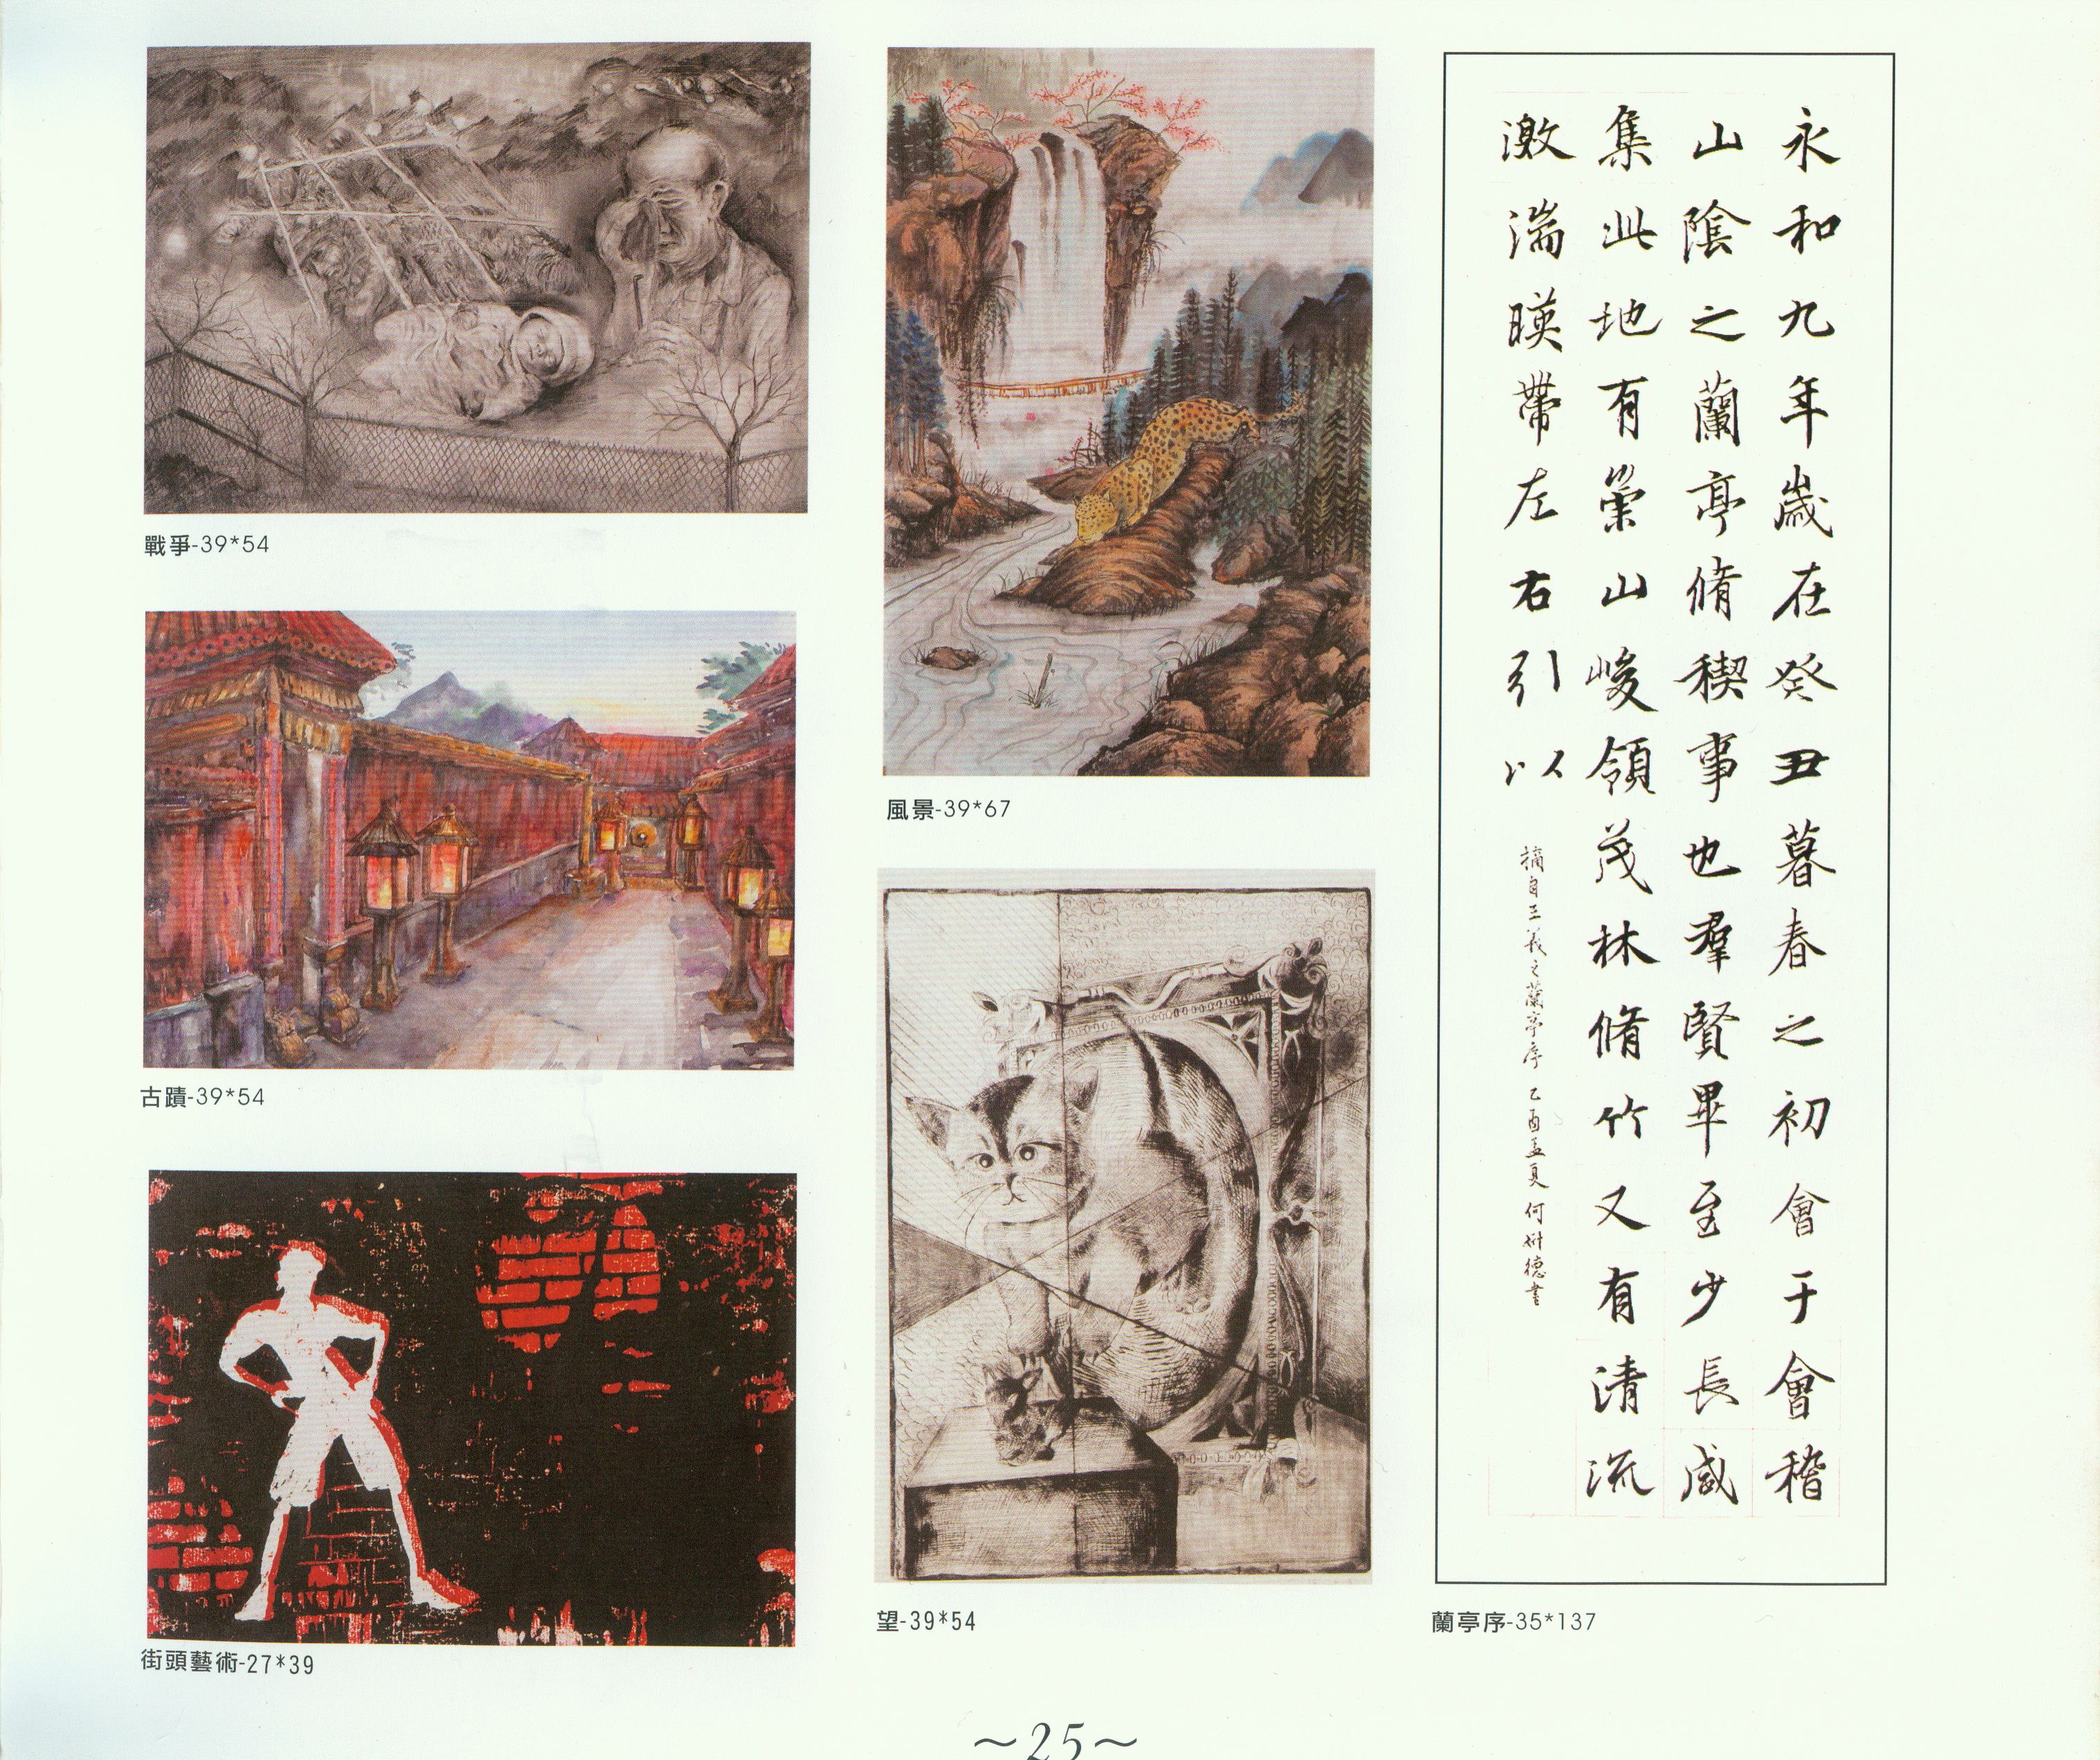 戰爭-39*54
古蹟-39*54
街頭藝術-27*39
風景-39*67
望-39*54
永和九年歲在癸丑暮春之初會于會稽
山陰之蘭亭脩稧事也羣賢畢至少長咸
集此地有崇山峻領茂林脩竹又有清流
激湍暎帶左右引以
摘自王羲之蘭亭序 乙酉孟夏 何 德書
蘭亭序-35*137
~25~